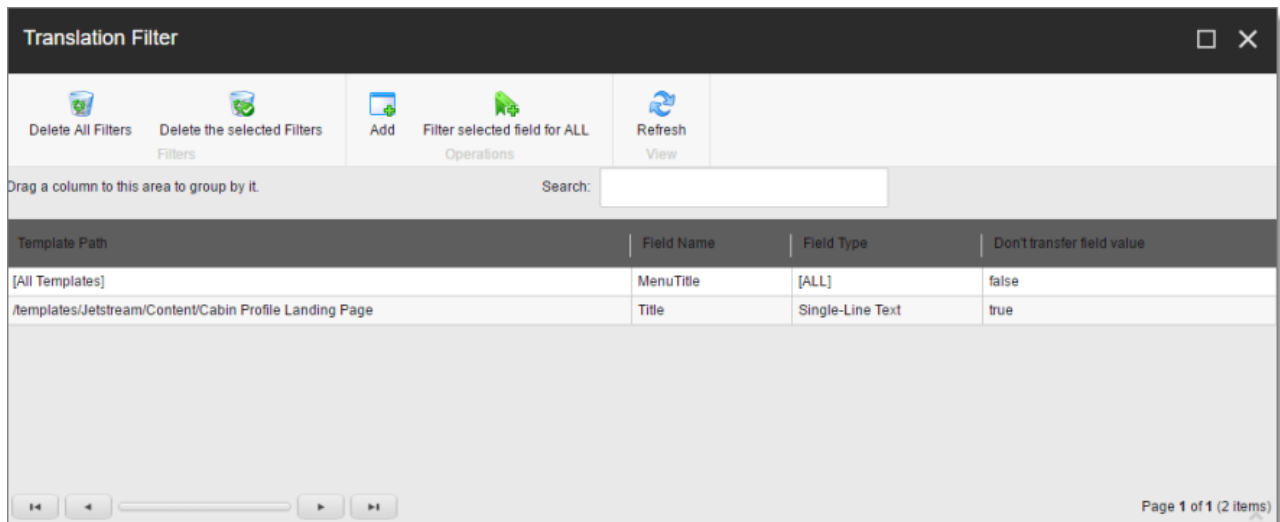 Translation Filter
Delete All Filters Delete the selected Filters Add Filter selected field for ALL Refresh
Filters Operations View
Drag a column to this area to group by it. Search:
Template Path Field Name Field Type Don't transfer field value
[All Templates] MenuTitle [ALL] false
/templates/Jetstream/Content/Cabin Profile Landing Page Title Single-Line Text true
Page 1 of 1 (2 items)